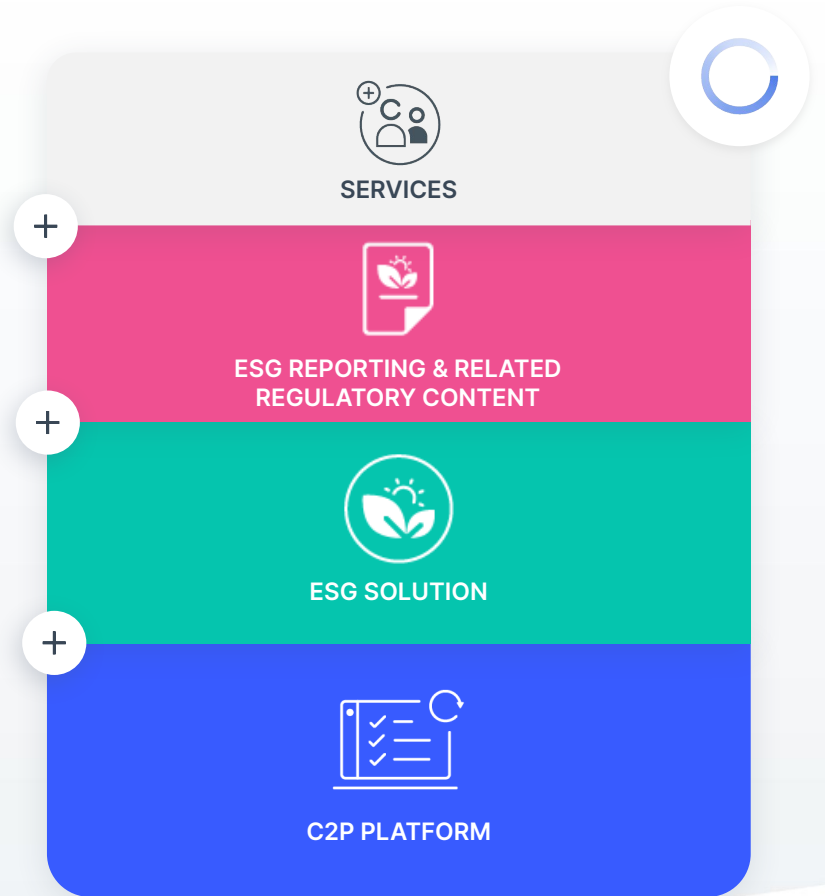 SERVICES
ESG REPORTING & RELATED
REGULATORY CONTENT
ESG SOLUTION
C2P PLATFORM